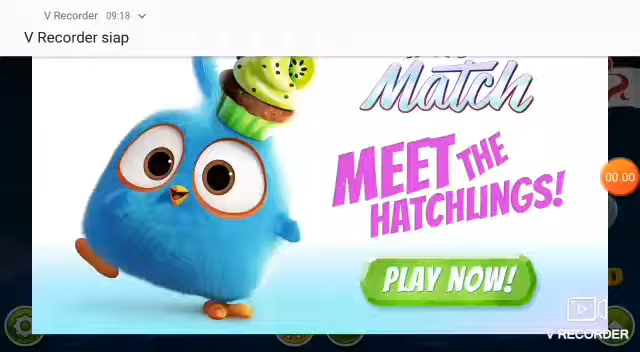 V Recorder 09:18
V Recorder siap
Match
MEET THE
HATCHLINGS!
PLAY NOW!
00.00
V RECORDER